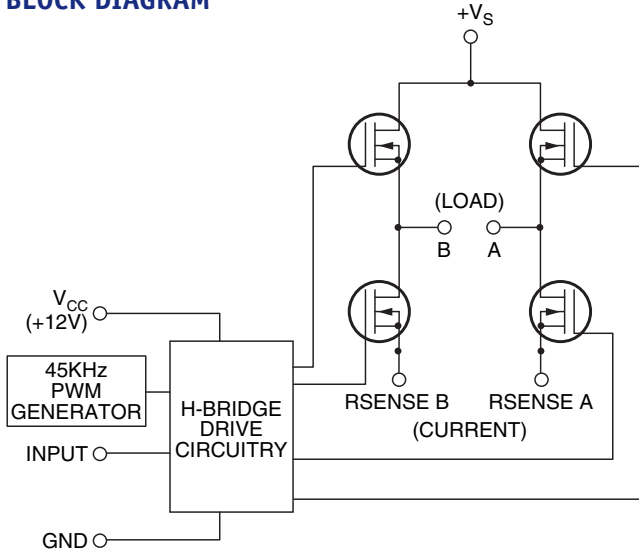 BLOCK DIAGRAM
+VS
(LOAD)
B A
VCC
(+12V)
45KHz
PWM
GENERATOR
H-BRIDGE
DRIVE
CIRCUITRY
RSENSE B RSENSE A
(CURRENT)
INPUT
GND